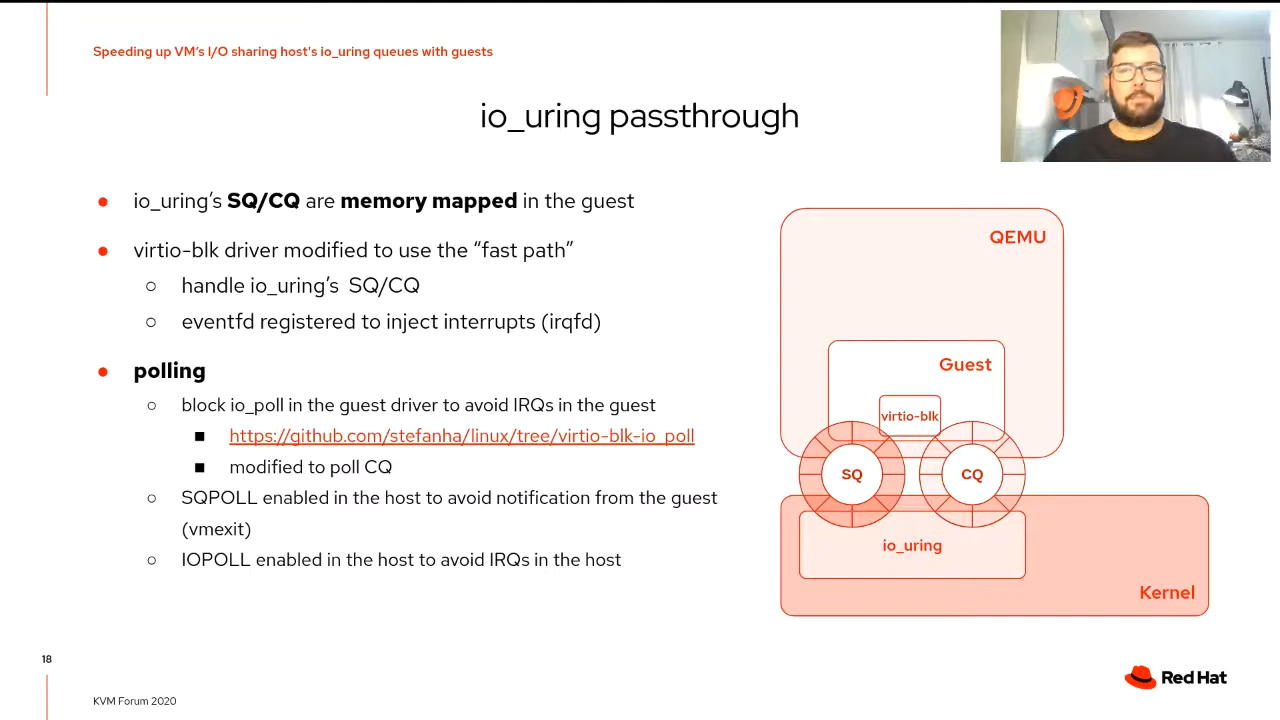 Speeding up VM's I/O sharing host's io_uring queues with guests
io_uring passthrough
● io_uring's SQ/CQ are memory mapped in the guest
● virtio-blk driver modified to use the “fast path”
○ handle io_uring's SQ/CQ
○ eventfd registered to inject interrupts (irqfd)
● polling
○ block io_poll in the guest driver to avoid IRQs in the guest
■ https://github.com/stefanha/linux/tree/virtio-blk-io_poll
■ modified to poll CQ
○ SQPOLL enabled in the host to avoid notification from the guest
(vmexit)
○ IOPOLL enabled in the host to avoid IRQs in the host
QEMU
Guest
virtio-blk
SQ
CQ
io_uring
Kernel
18
KVM Forum 2020
Red Hat